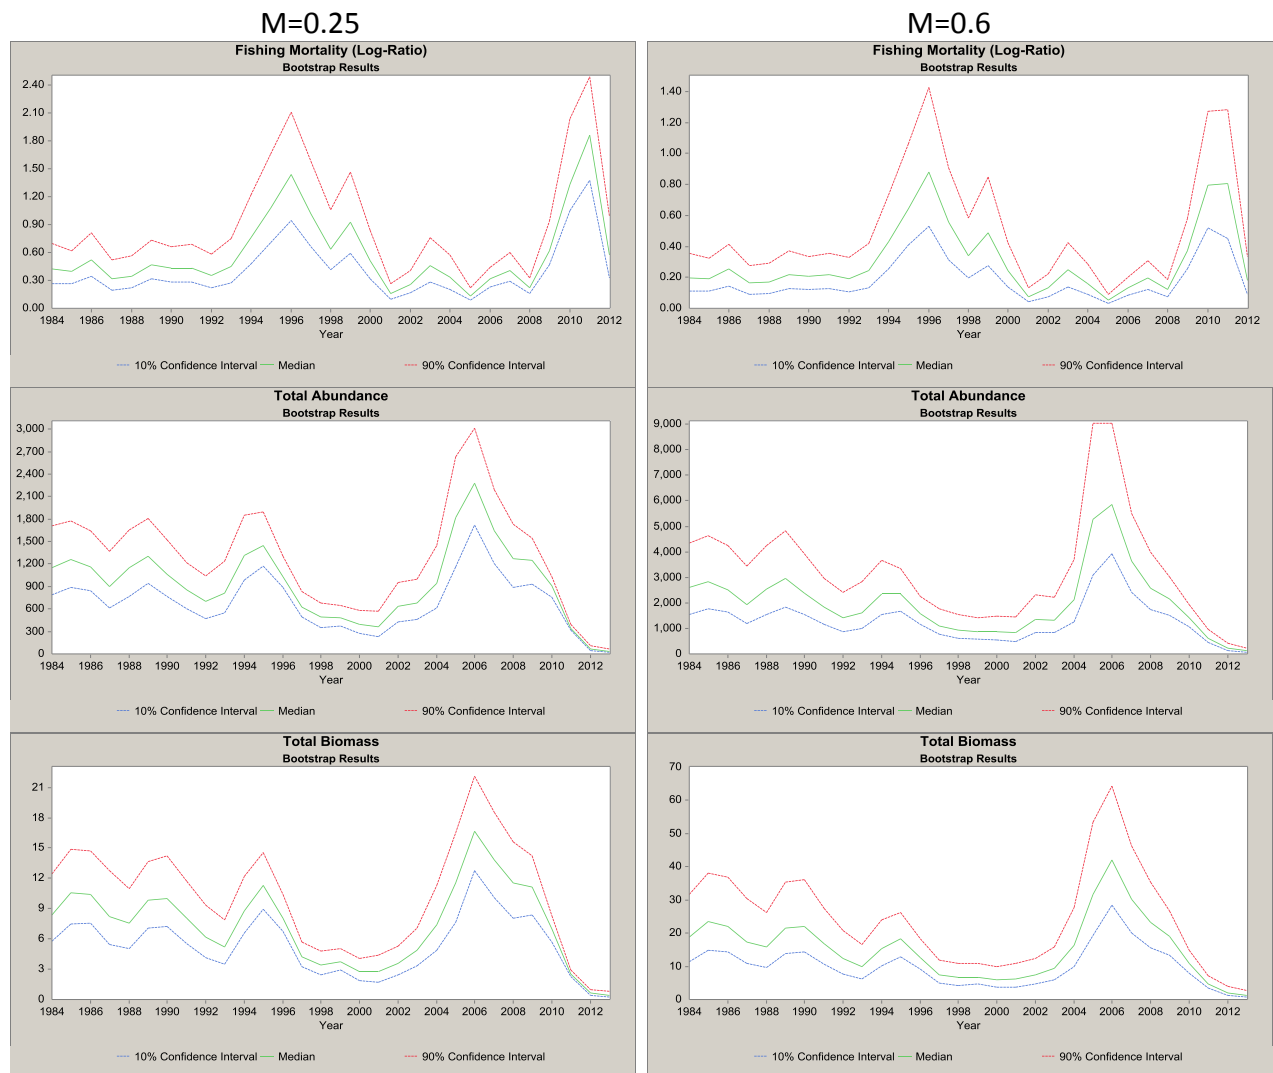 M=0.25
Fishing Mortality (Log-Ratio)
Bootstrap Results
2.40
2.10
1.80
1.50
1.20
0.90
0.60
0.30
0.00
1984 1986 1988 1990 1992 1994 1996 1998 2000 2002 2004 2006 2008 2010 2012
Year
10% Confidence Interval Median 90% Confidence Interval
Total Abundance
Bootstrap Results
3,000
2,700
2,400
2,100
1,800
1,500
1,200
900
600
300
0
1984 1986 1988 1990 1992 1994 1996 1998 2000 2002 2004 2006 2008 2010 2012
Year
10% Confidence Interval Median 90% Confidence Interval
Total Biomass
Bootstrap Results
21
18
15
12
9
6
3
0
1984 1986 1988 1990 1992 1994 1996 1998 2000 2002 2004 2006 2008 2010 2012
Year
10% Confidence Interval Median 90% Confidence Interval
M=0.6
Fishing Mortality (Log-Ratio)
Bootstrap Results
1.40
1.20
1.00
0.80
0.60
0.40
0.20
0.00
1984 1986 1988 1990 1992 1994 1996 1998 2000 2002 2004 2006 2008 2010 2012
Year
10% Confidence Interval Median 90% Confidence Interval
Total Abundance
Bootstrap Results
9,000
8,000
7,000
6,000
5,000
4,000
3,000
2,000
1,000
0
1984 1986 1988 1990 1992 1994 1996 1998 2000 2002 2004 2006 2008 2010 2012
Year
10% Confidence Interval Median 90% Confidence Interval
Total Biomass
Bootstrap Results
70
60
50
40
30
20
10
0
1984 1986 1988 1990 1992 1994 1996 1998 2000 2002 2004 2006 2008 2010 2012
Year
10% Confidence Interval Median 90% Confidence Interval